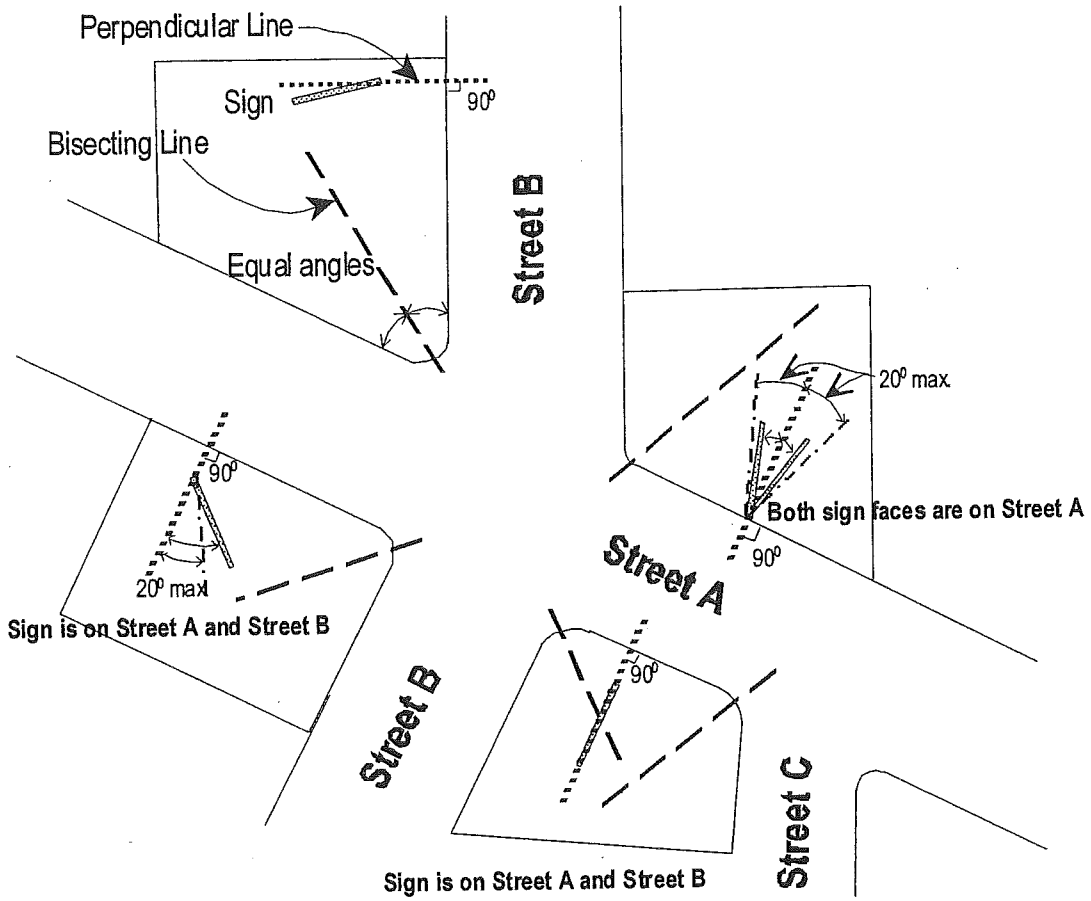 Perpendicular Line
Sign
90⁰
Bisecting Line
Street B
Equal angles
20⁰ max.
90⁰
Both sign faces are on Street A
90⁰
Street A
20⁰ max
Sign is on Street A and Street B
90⁰
Street B
Street C
Sign is on Street A and Street B